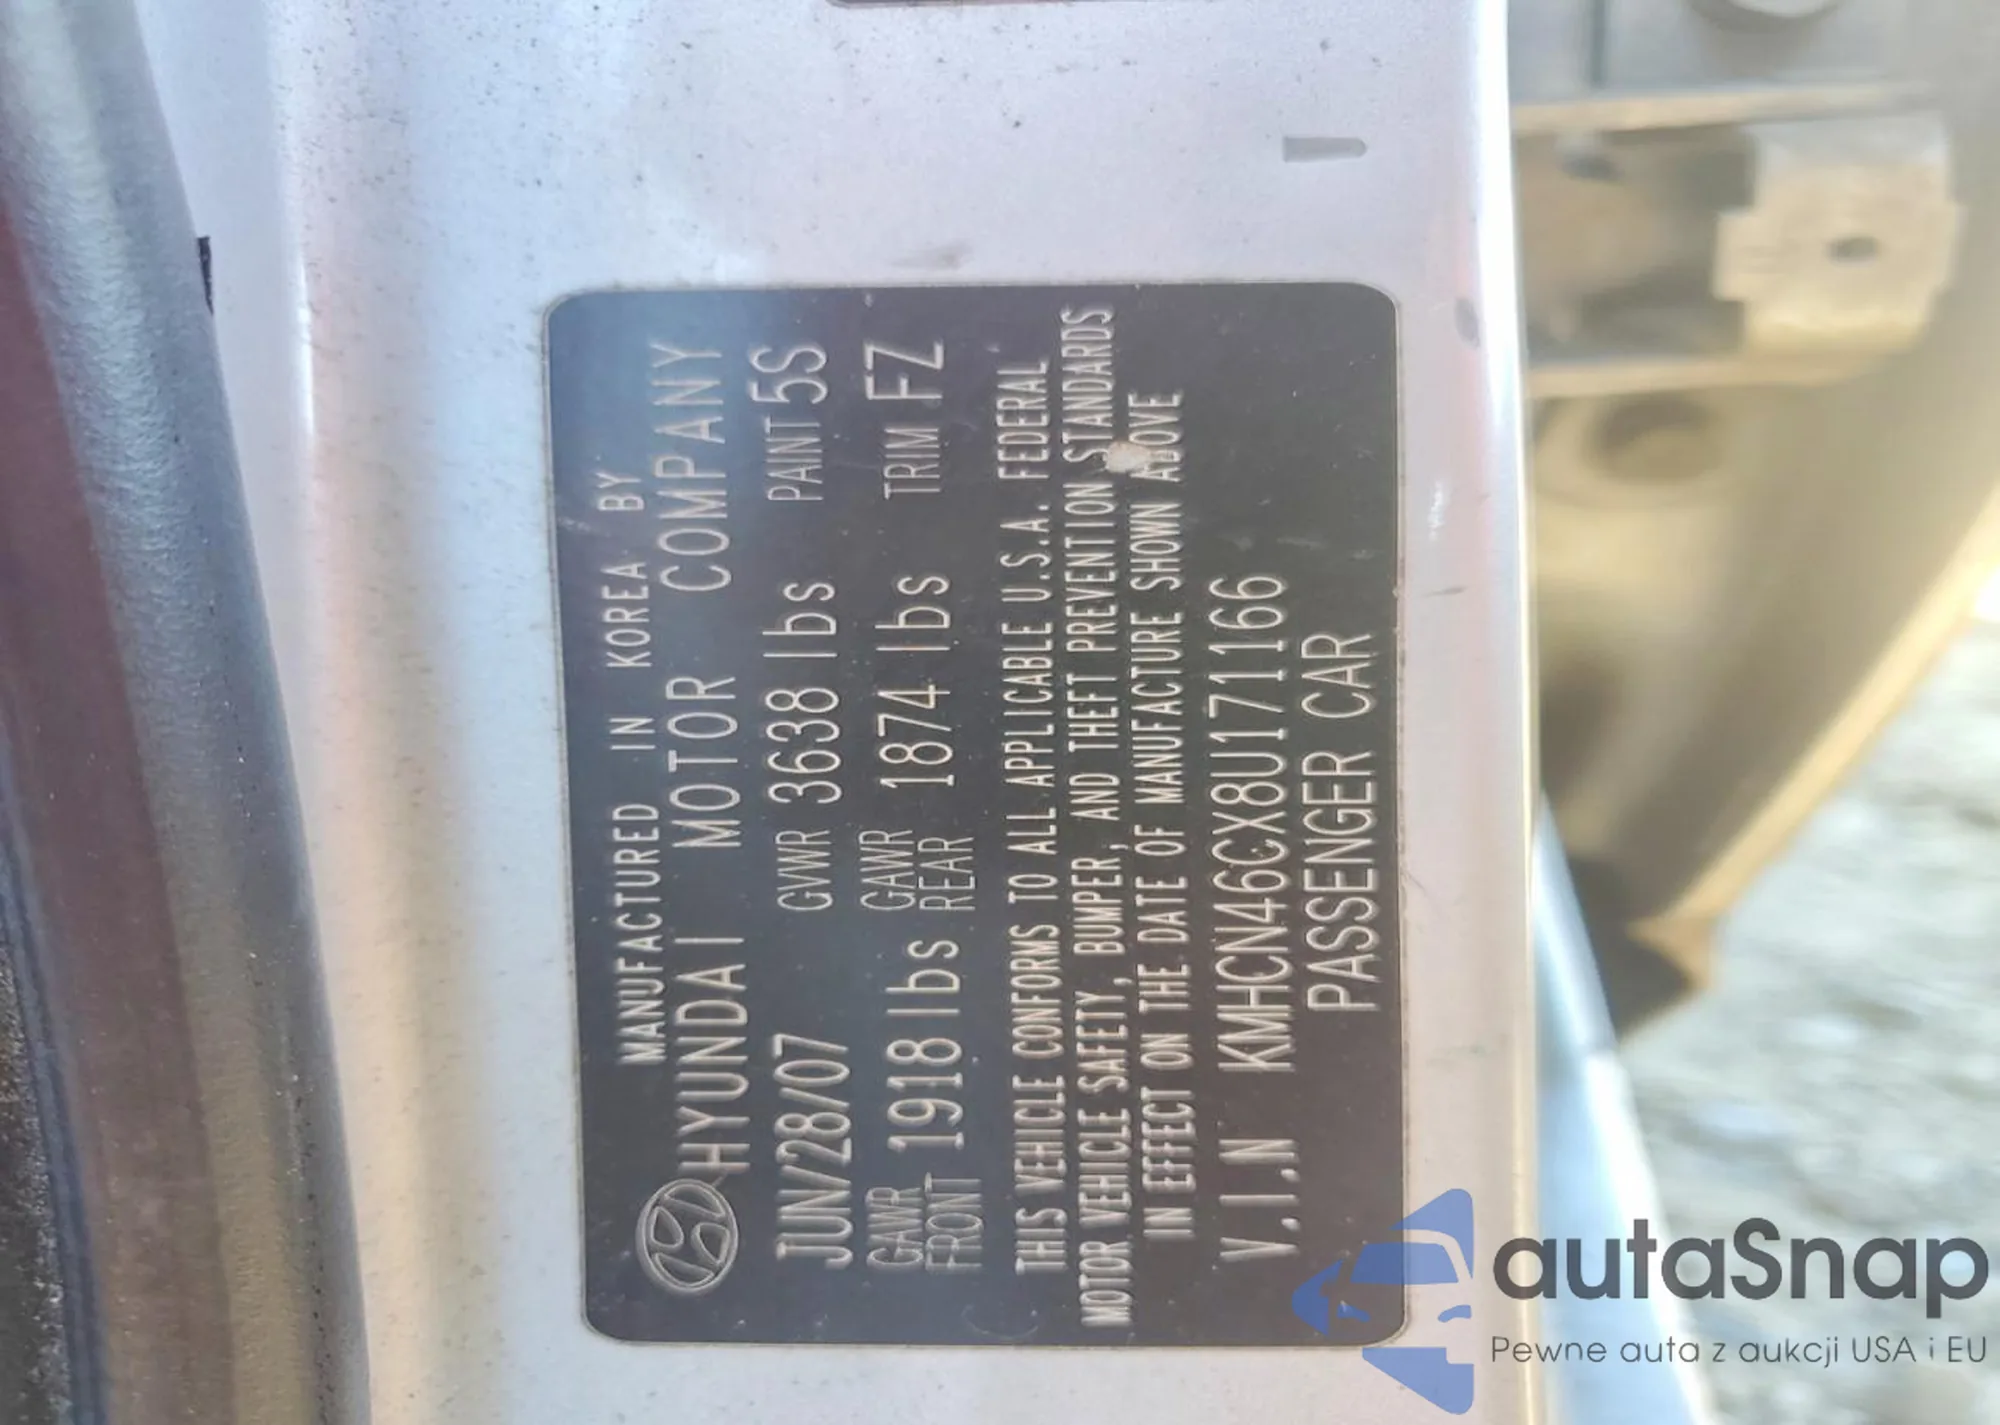 MANUFACTURED IN KOREA BY
HYUNDAI MOTOR COMPANY
JUN/28/07 GVWR 3638 lbs PAINT 5S
GAWR FRONT 1918 lbs GAWR REAR 1874 lbs TRIM FZ
THIS VEHICLE CONFORMS TO ALL APPLICABLE U.S.A. FEDERAL
MOTOR VEHICLE SAFETY, BUMPER, AND THEFT PREVENTION STANDARDS
IN EFFECT ON THE DATE OF MANUFACTURE SHOWN ABOVE
V.I.N KMHCN46CX8U171166
PASSENGER CAR
autaSnap
Pewne auta z aukcji USA i EU